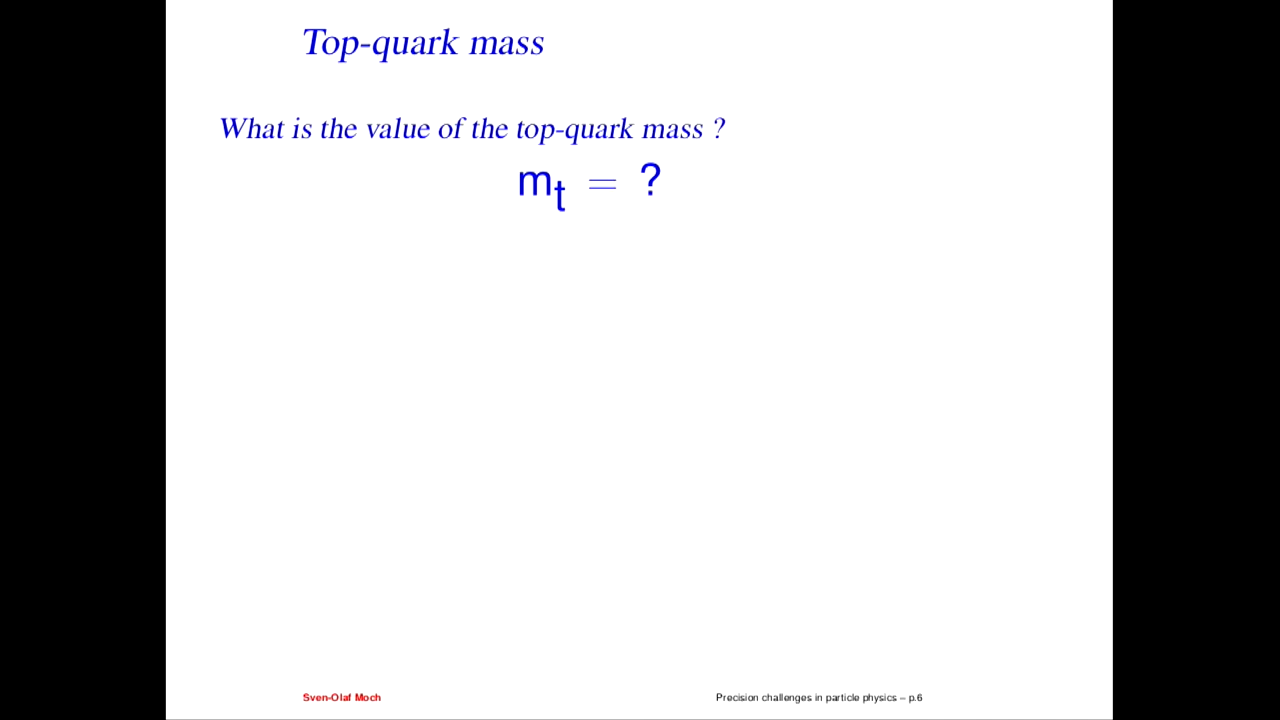 Top-quark mass
What is the value of the top-quark mass ?
mt = ?
Sven-Olaf Moch
Precision challenges in particle physics – p.6